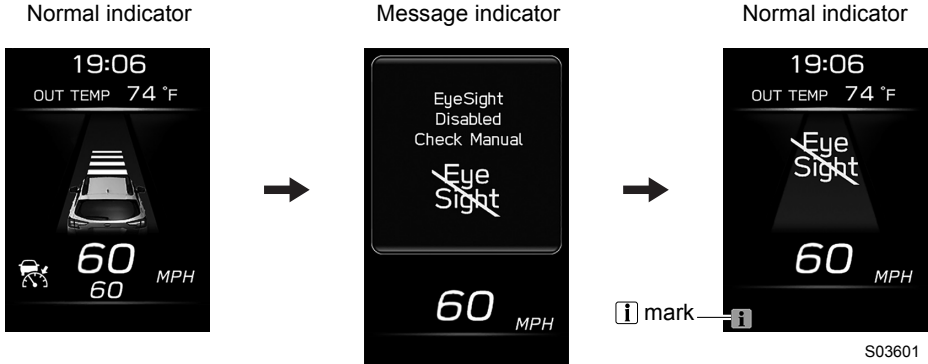 Normal indicator
Message indicator
Normal indicator
19:06
OUT TEMP 74 °F
60
MPH
60
EyeSight
Disabled
Check Manual
Eye
Sight
60
MPH
19:06
OUT TEMP 74 °F
Eye
Sight
60
MPH
i mark
i
S03601